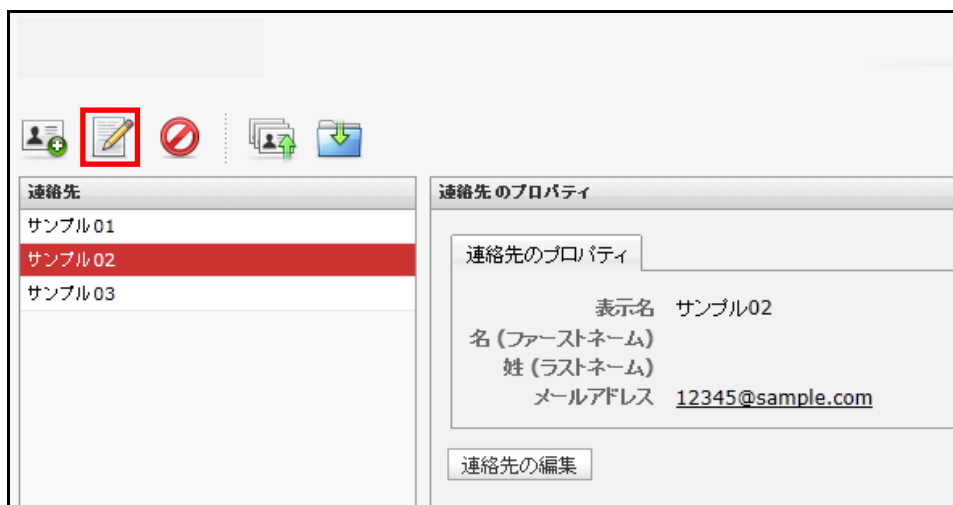 連絡先
サンプル01
サンプル02
サンプル03
連絡先 のプロパティ
連絡先のプロパティ
表示名 サンプル02
名 (ファーストネーム)
姓 (ラストネーム)
メールアドレス 12345@sample.com
連絡先の編集